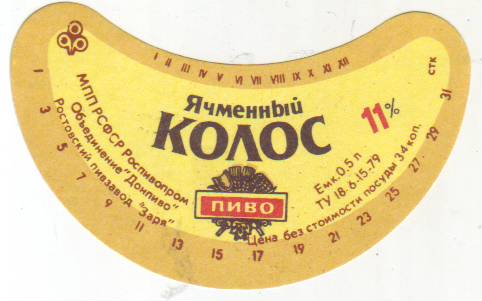 I II III IV V VI VII VIII IX X XI XII
стк
Ячменный
КОЛОС
11%
ПИВО
МПП РСФСР Роспивопром
Объединение "Донпиво"
Ростовский пивзавод "Заря"
Емк. 0,5 л
ТУ 18-6-15-79
Цена без стоимости посуды 34 коп.
1 3 5 7 9 11 13 15 17 19 21 23 25 27 29 31